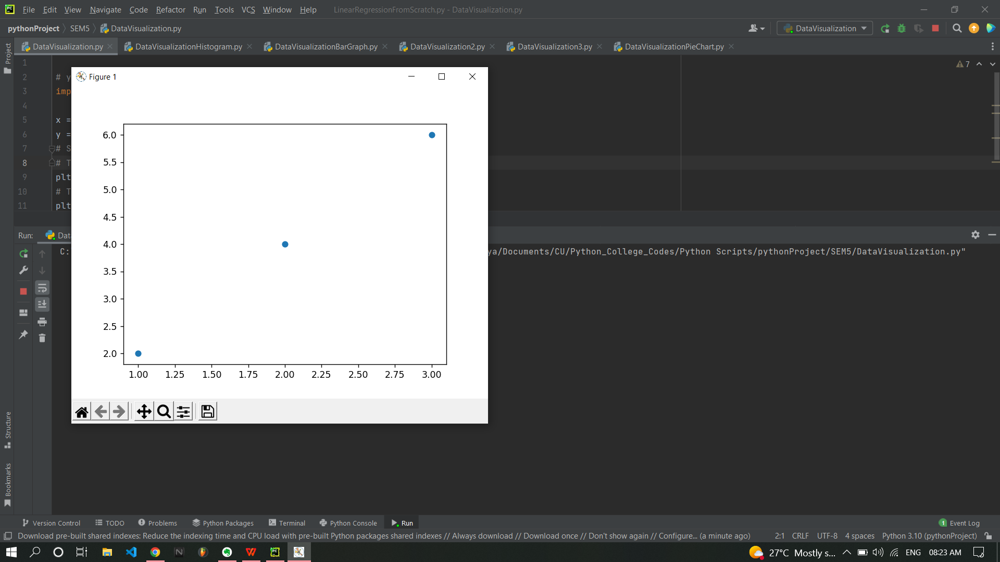 File Edit View Navigate Code Refactor Run Tools VCS Window Help LinearRegressionFromScratch.py - DataVisualization.py
pythonProject SEM5 DataVisualization.py DataVisualization
DataVisualization.py DataVisualizationHistogram.py DataVisualizationBarGraph.py DataVisualization2.py DataVisualization3.py DataVisualizationPieChart.py
Project
1
2 # y
3 imp
4
5 x =
6 y =
7 # S
8 # T
9 plt
10 # T
11 plt
7
Figure 1
6.0
5.5
5.0
4.5
4.0
3.5
3.0
2.5
2.0
1.00 1.25 1.50 1.75 2.00 2.25 2.50 2.75 3.00
Run: Dat
C: ya/Documents/CU/Python_College_Codes/Python Scripts/pythonProject/SEM5/DataVisualization.py"
Structure
Bookmarks
Version Control TODO Problems Python Packages Terminal Python Console Run 1 Event Log
Download pre-built shared indexes: Reduce the indexing time and CPU load with pre-built Python packages shared indexes // Always download // Download once // Don't show again // Configure... (a minute ago) 2:1 CRLF UTF-8 4 spaces Python 3.10 (pythonProject)
27°C Mostly s... ENG 08:23 AM